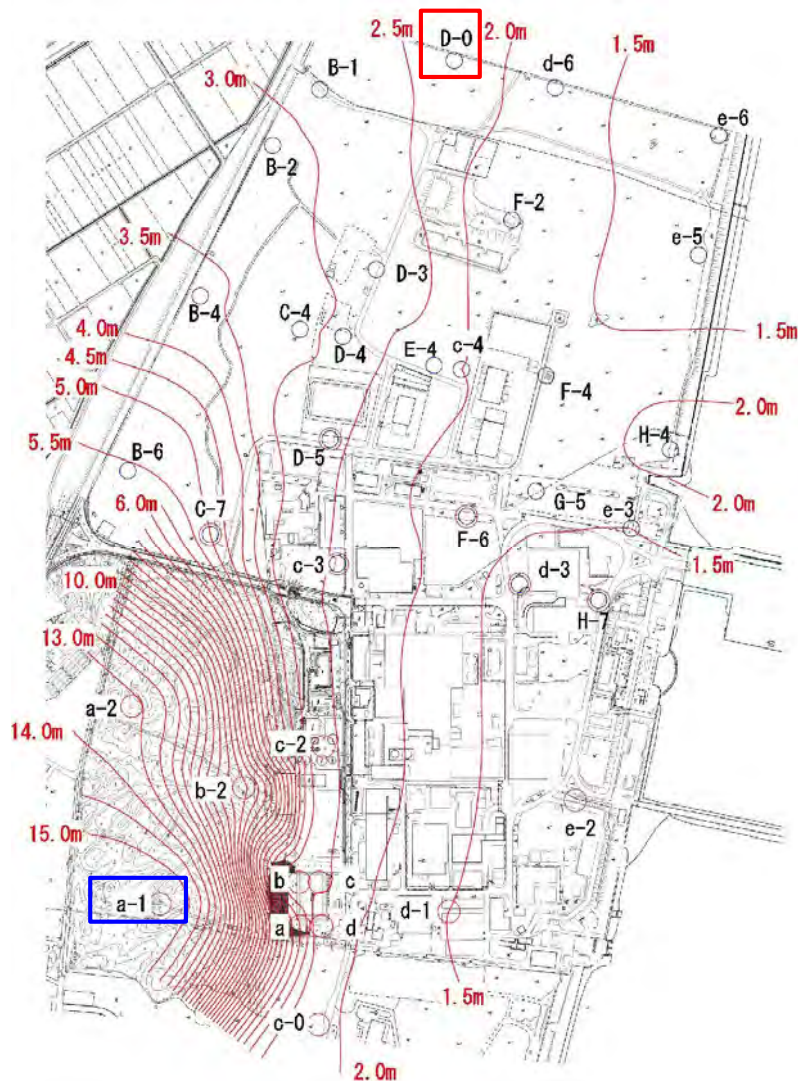 2.5m
D-0
2.0m
1.5m
3.0m
B-1
d-6
e-6
B-2
F-2
3.5m
e-5
D-3
B-4
C-4
4.0m
D-4
E-4
c-4
1.5m
4.5m
5.0m
F-4
2.0m
5.5m
B-6
D-5
H-4
6.0m
C-7
G-5
e-3
2.0m
F-6
c-3
d-3
1.5m
10.0m
H-7
13.0m
a-2
14.0m
c-2
b-2
e-2
15.0m
b
c
a-1
d-1
a
d
1.5m
c-0
2.0m